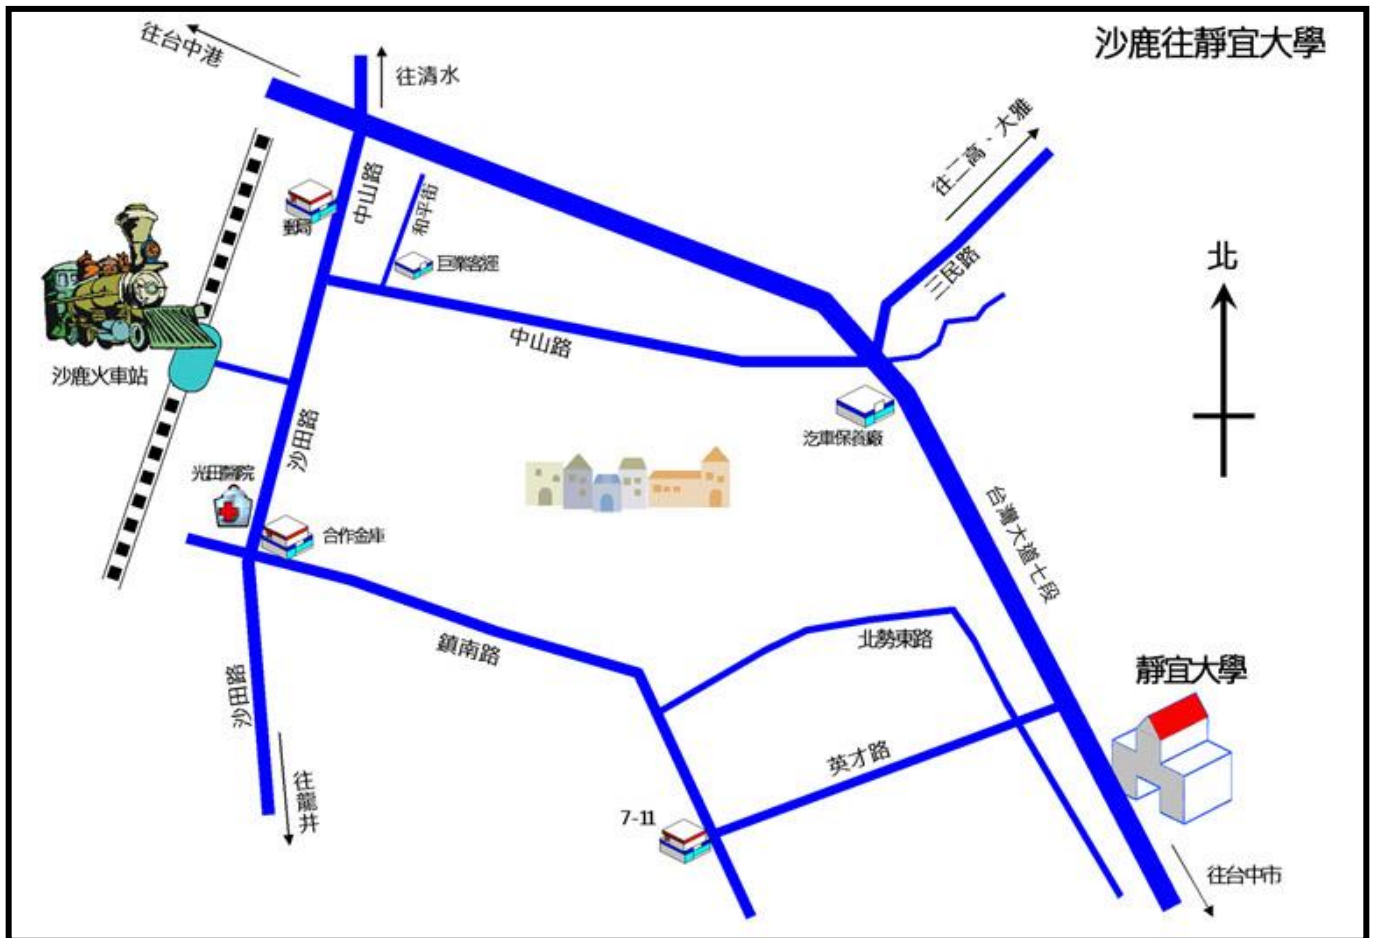 沙鹿往靜宜大學
往台中港
往清水
往二高、大雅
中山路
和平街
郵局
巨業客運
三民路
北
中山路
沙鹿火車站
沙田路
汽車保養廠
光田醫院
合作金庫
台灣大道七段
鎮南路
北勢東路
靜宜大學
沙田路
英才路
往龍井
7-11
往台中市